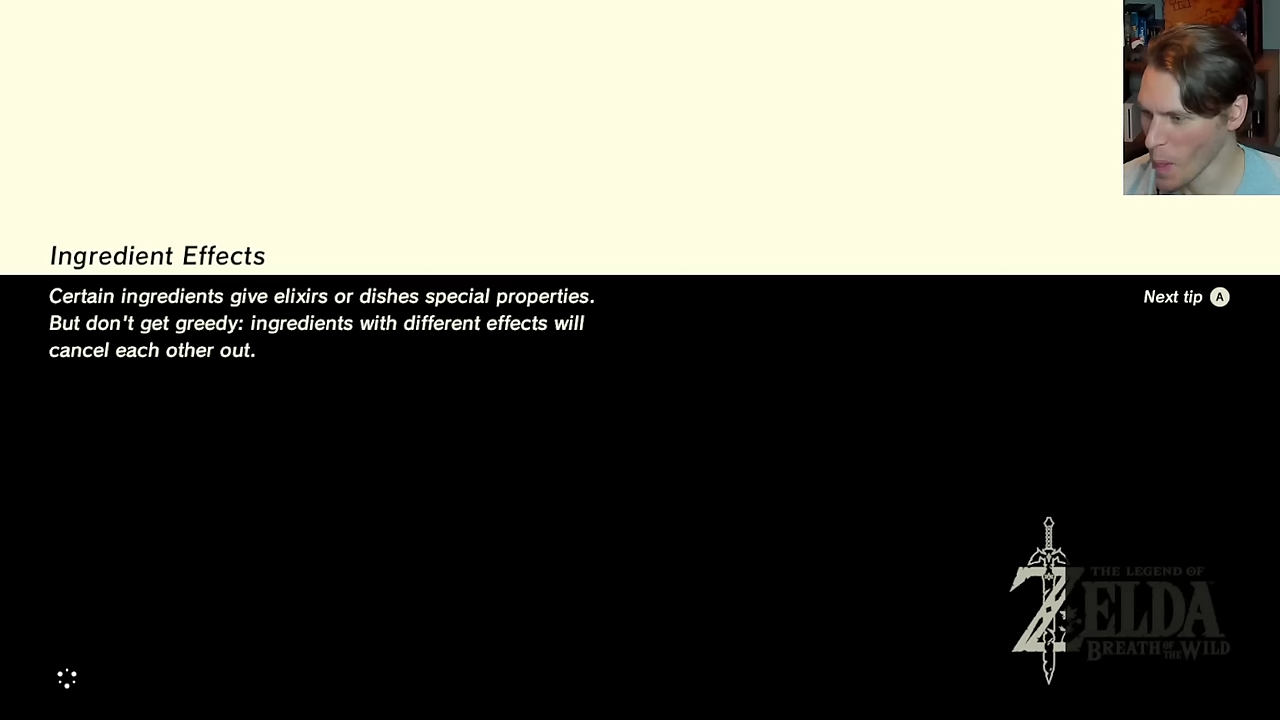 Ingredient Effects
Certain ingredients give elixirs or dishes special properties.
But don't get greedy: ingredients with different effects will
cancel each other out.
Next tip A
THE LEGEND OF
ZELDA
BREATH OF THE WILD